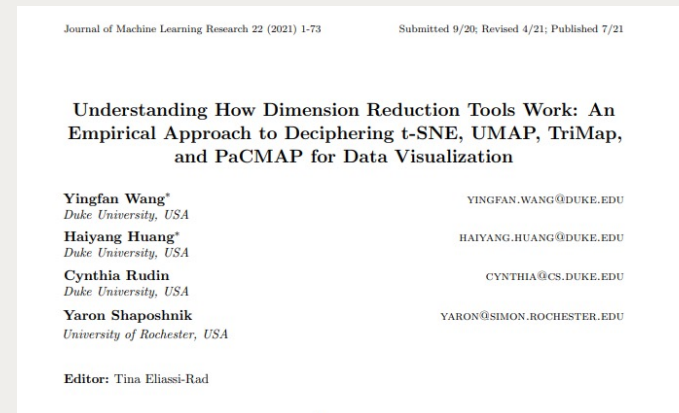 Journal of Machine Learning Research 22 (2021) 1-73 Submitted 9/20; Revised 4/21; Published 7/21
Understanding How Dimension Reduction Tools Work: An
Empirical Approach to Deciphering t-SNE, UMAP, TriMap,
and PaCMAP for Data Visualization
Yingfan Wang* YINGFAN.WANG@DUKE.EDU
Duke University, USA
Haiyang Huang* HAIYANG.HUANG@DUKE.EDU
Duke University, USA
Cynthia Rudin CYNTHIA@CS.DUKE.EDU
Duke University, USA
Yaron Shaposhnik YARON@SIMON.ROCHESTER.EDU
University of Rochester, USA
Editor: Tina Eliassi-Rad